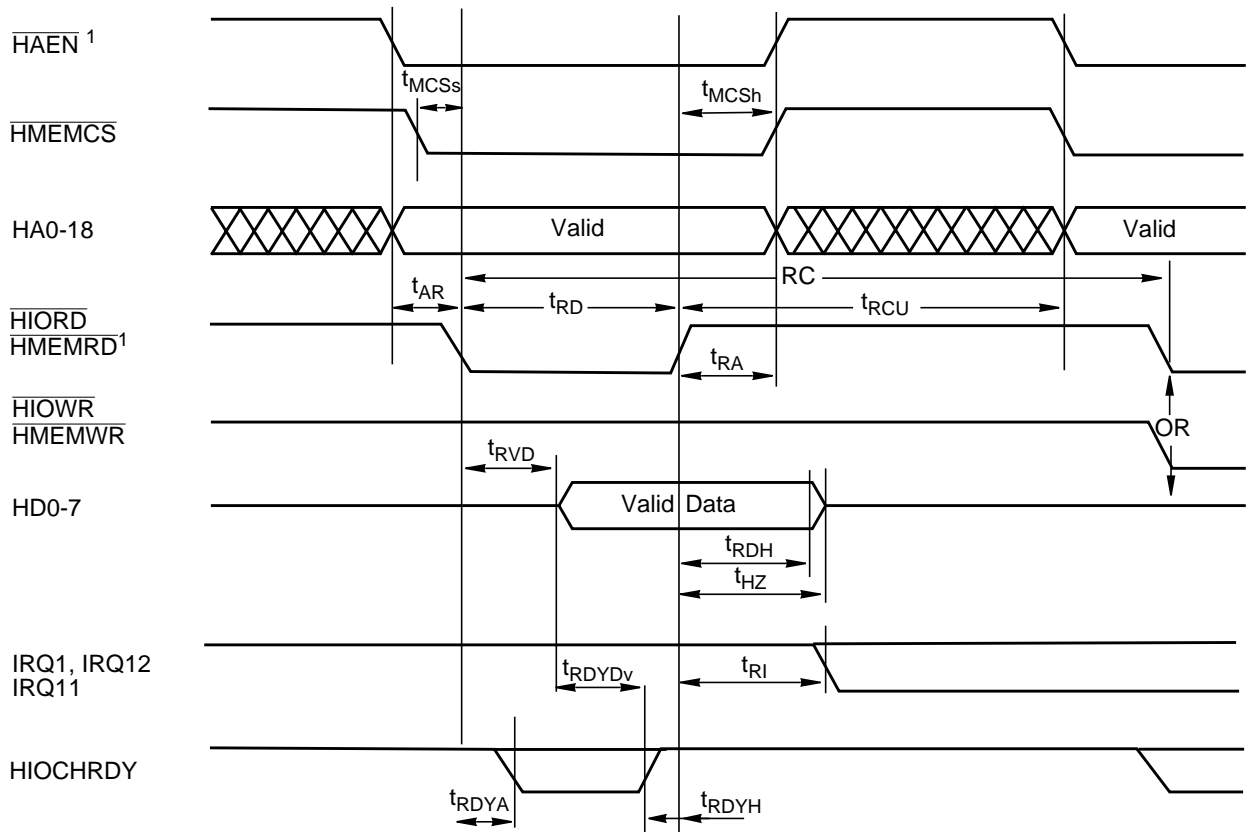 HAEN 1
tMCSs
tMCSh
HMEMCS
HA0-18
Valid
Valid
RC
tAR
tRD
tRCU
HIORD
HMEMRD1
tRA
HIOWR
HMEMWR
OR
tRVD
HD0-7
Valid Data
tRDH
tHZ
IRQ1, IRQ12
IRQ11
tRDYDv
tRI
HIOCHRDY
tRDYA
tRDYH